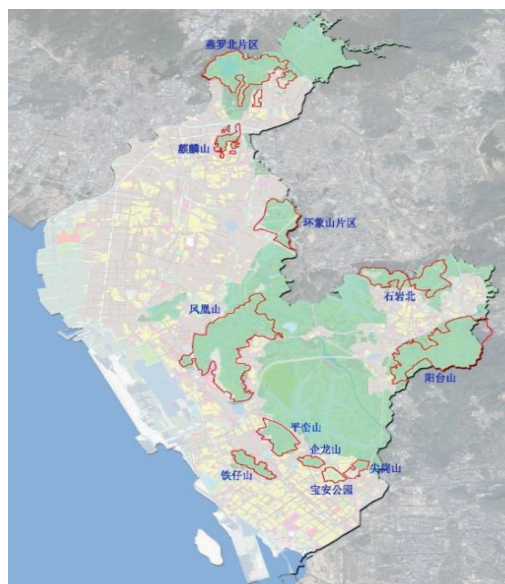 燕罗北片区
麒麟山
环象山片区
石岩北
凤凰山
阳台山
平峦山
企龙山
尖岗山
铁仔山
宝安公园